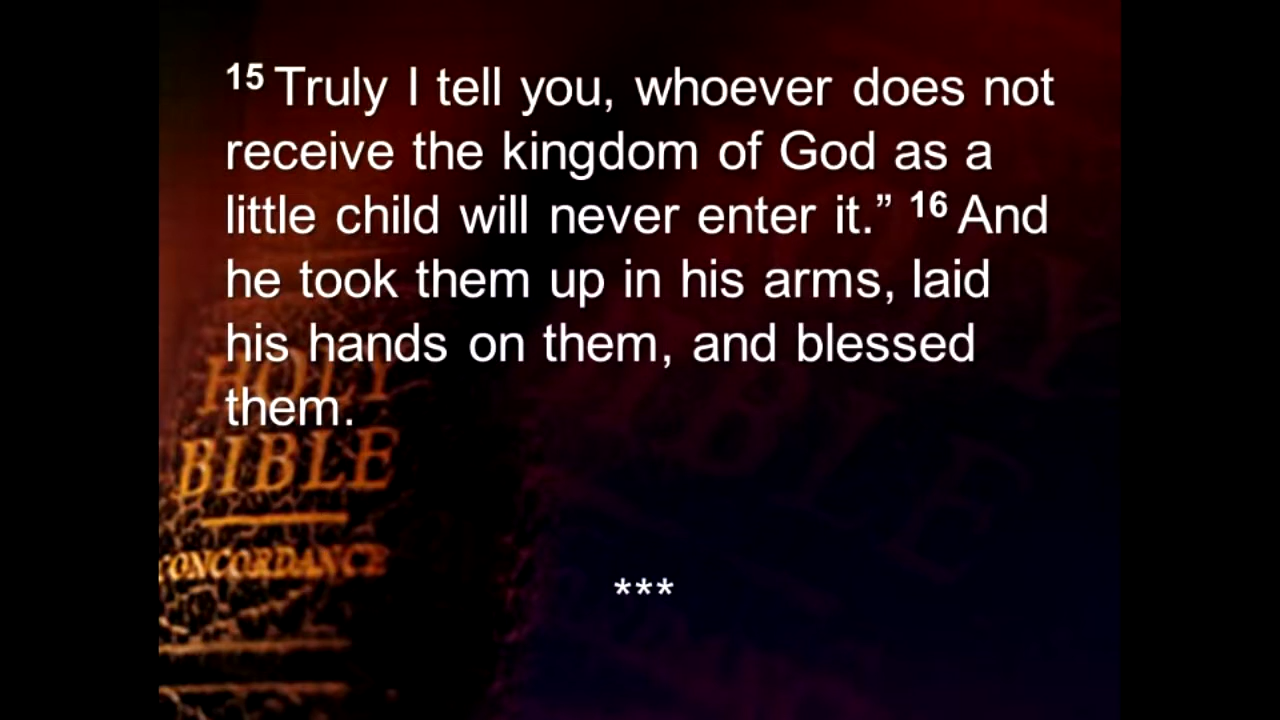 15 Truly I tell you, whoever does not
receive the kingdom of God as a
little child will never enter it.” 16 And
he took them up in his arms, laid
his hands on them, and blessed
them.
HOLY
BIBLE
CONCORDANCE
***